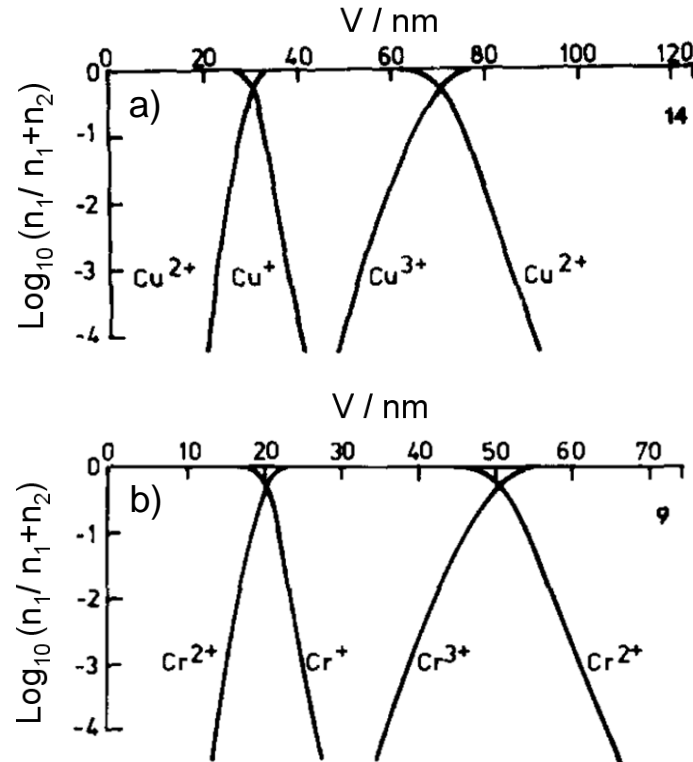 V / nm
0 20 40 60 80 100 120
0
a)
14
-1
-2
-3
-4
Log₁₀ (n₁/ n₁+n₂)
Cu²⁺ Cu⁺ Cu³⁺ Cu²⁺
V / nm
0 10 20 30 40 50 60 70
0
b)
9
-1
-2
-3
-4
Log₁₀ (n₁/ n₁+n₂)
Cr²⁺ Cr⁺ Cr³⁺ Cr²⁺